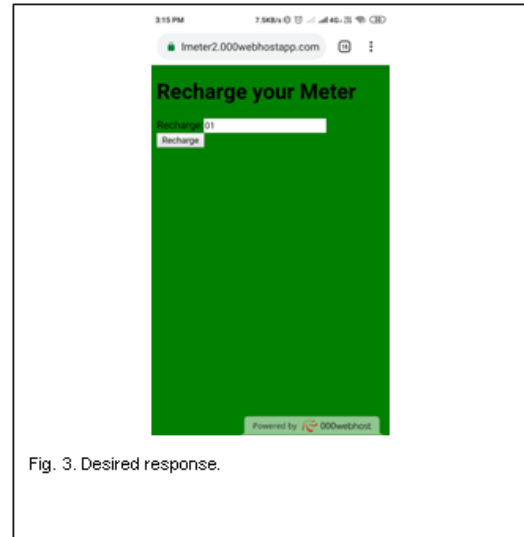 3:15 PM
lmeter2.000webhostapp.com
Recharge your Meter
Recharge 01
Recharge
Powered by 000webhost
Fig. 3. Desired response.